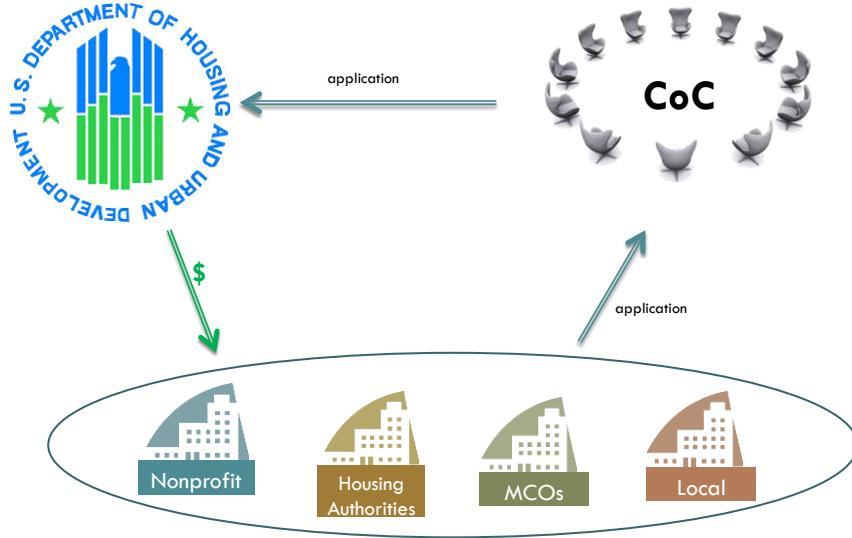 U. S. DEPARTMENT OF HOUSING AND URBAN DEVELOPMENT
application
CoC
$
application
Nonprofit
Housing
Authorities
MCOs
Local